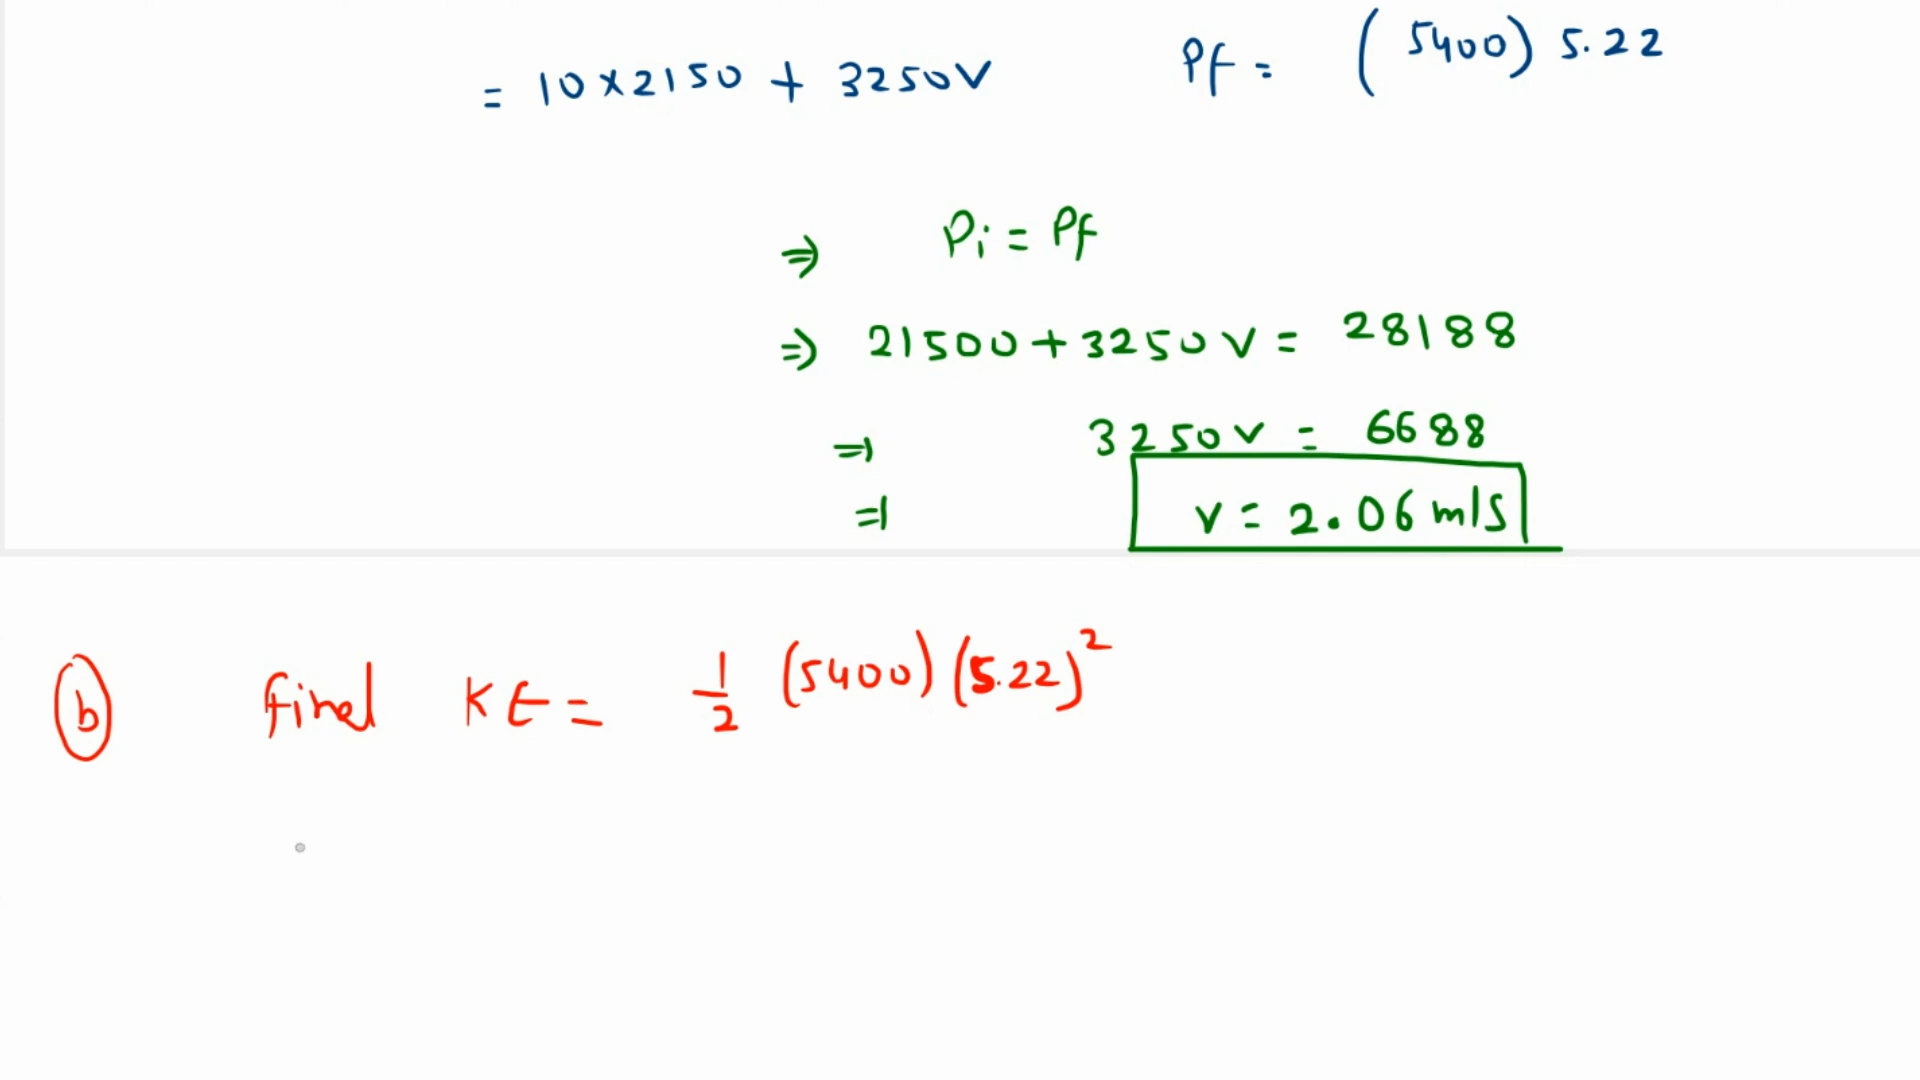 = 10 × 2150 + 3250V
Pf = (5400) 5.22
⇒ Pi = Pf
⇒ 21500 + 3250 V = 28188
⇒ 3250 V = 6688
⇒ V = 2.06 m/s
(b) final KE = 1/2 (5400) (5.22)²